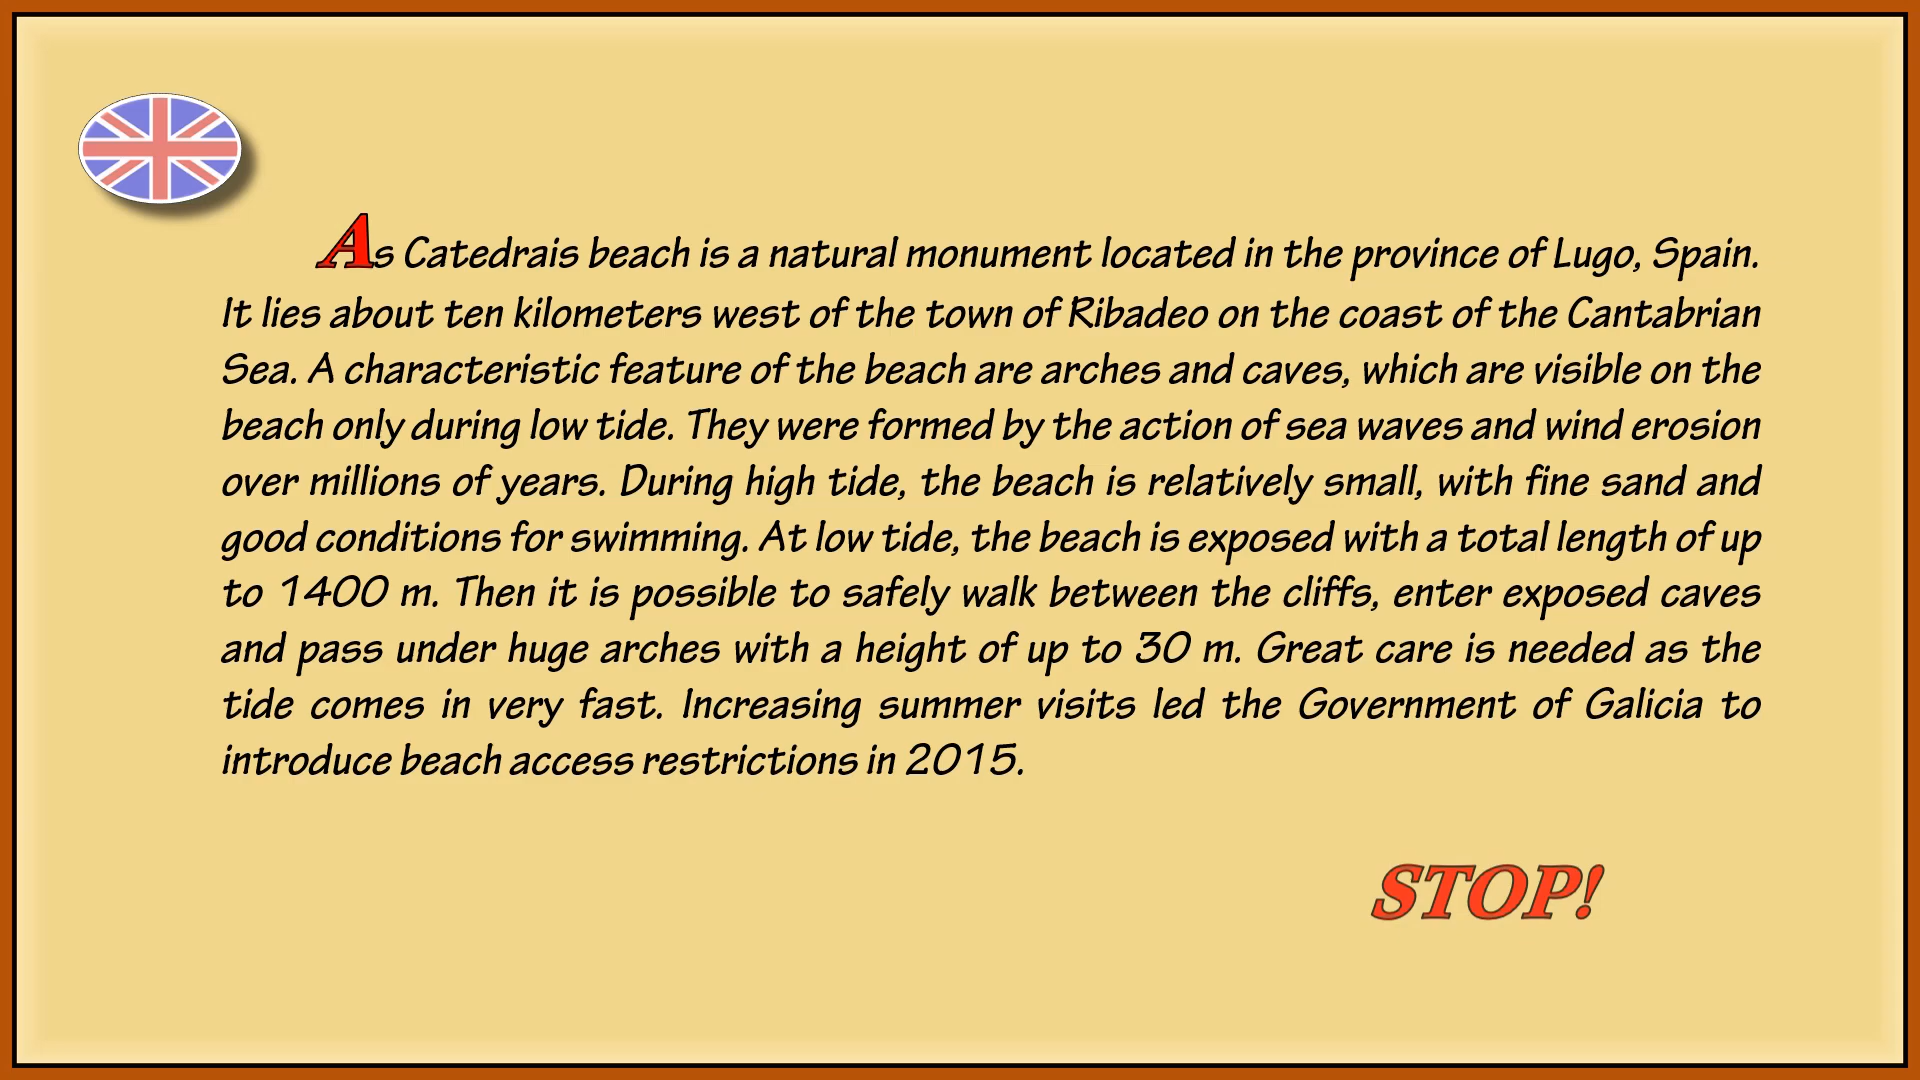 As Catedrais beach is a natural monument located in the province of Lugo, Spain.
It lies about ten kilometers west of the town of Ribadeo on the coast of the Cantabrian
Sea. A characteristic feature of the beach are arches and caves, which are visible on the
beach only during low tide. They were formed by the action of sea waves and wind erosion
over millions of years. During high tide, the beach is relatively small, with fine sand and
good conditions for swimming. At low tide, the beach is exposed with a total length of up
to 1400 m. Then it is possible to safely walk between the cliffs, enter exposed caves
and pass under huge arches with a height of up to 30 m. Great care is needed as the
tide comes in very fast. Increasing summer visits led the Government of Galicia to
introduce beach access restrictions in 2015.
STOP!